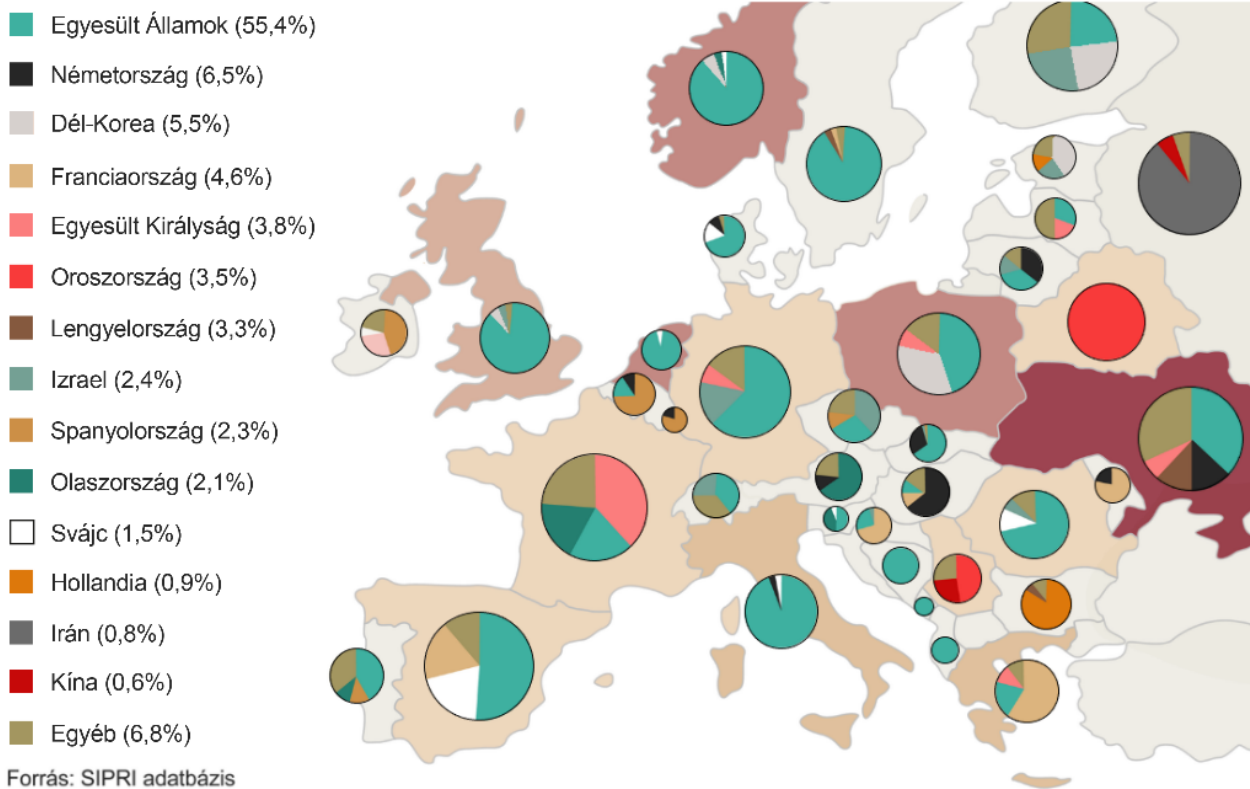 Egyesült Államok (55,4%)
Németország (6,5%)
Dél-Korea (5,5%)
Franciaország (4,6%)
Egyesült Királyság (3,8%)
Oroszország (3,5%)
Lengyelország (3,3%)
Izrael (2,4%)
Spanyolország (2,3%)
Olaszország (2,1%)
Svájc (1,5%)
Hollandia (0,9%)
Irán (0,8%)
Kína (0,6%)
Egyéb (6,8%)
Forrás: SIPRI adatbázis